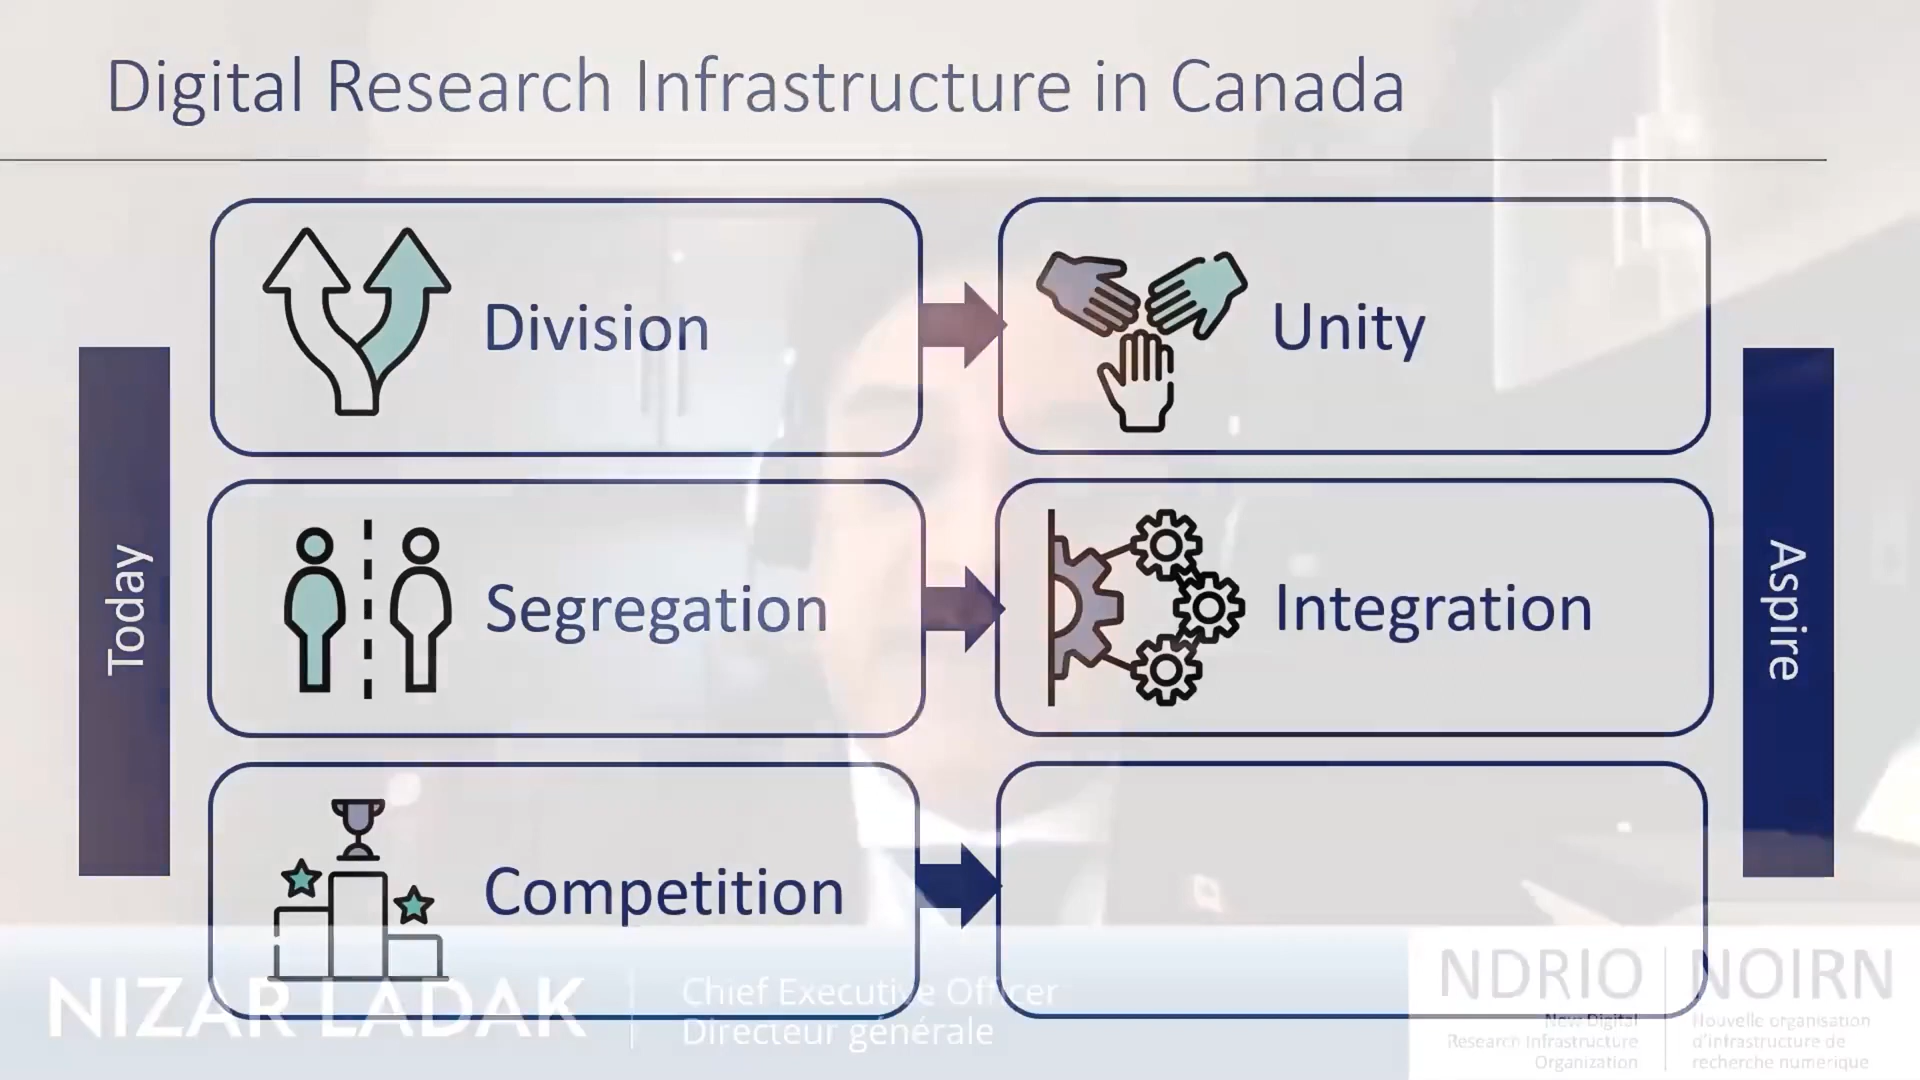 Digital Research Infrastructure in Canada
Today
Division
Unity
Segregation
Integration
Competition
Aspire
NIZAR LADAK
Chief Executive Officer
Directeur générale
NDRIO
New Digital
Research Infrastructure
Organization
NOIRN
Nouvelle organisation
d'infrastructure de
recherche numerique